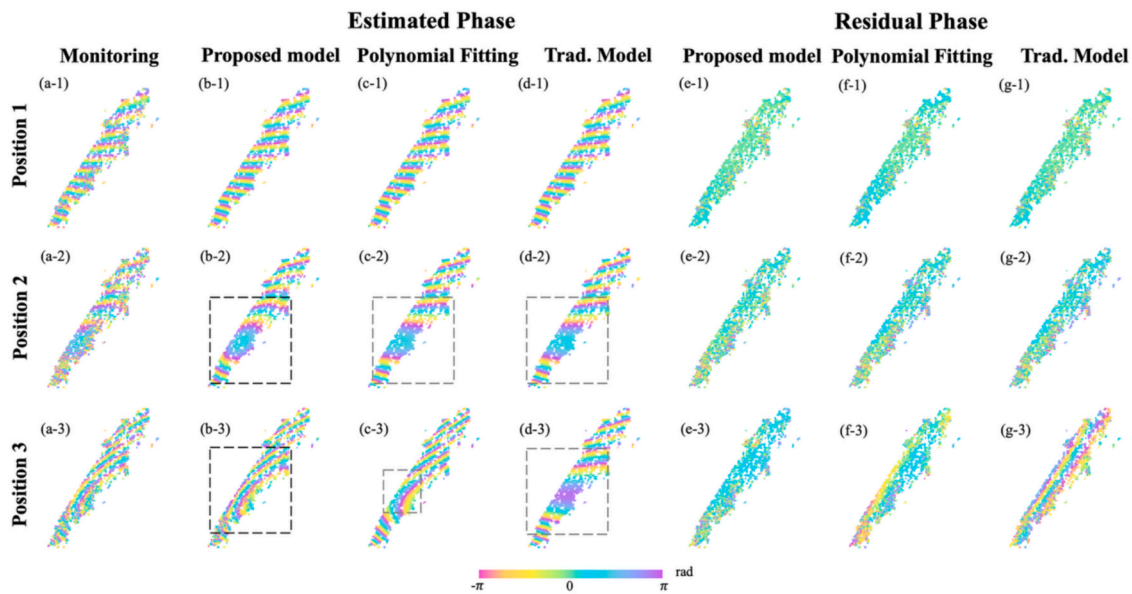 Estimated Phase Residual Phase
Monitoring Proposed model Polynomial Fitting Trad. Model Proposed model Polynomial Fitting Trad. Model
(a-1) (b-1) (c-1) (d-1) (e-1) (f-1) (g-1)
Position 1
(a-2) (b-2) (c-2) (d-2) (e-2) (f-2) (g-2)
Position 2
(a-3) (b-3) (c-3) (d-3) (e-3) (f-3) (g-3)
Position 3
-π 0 π rad